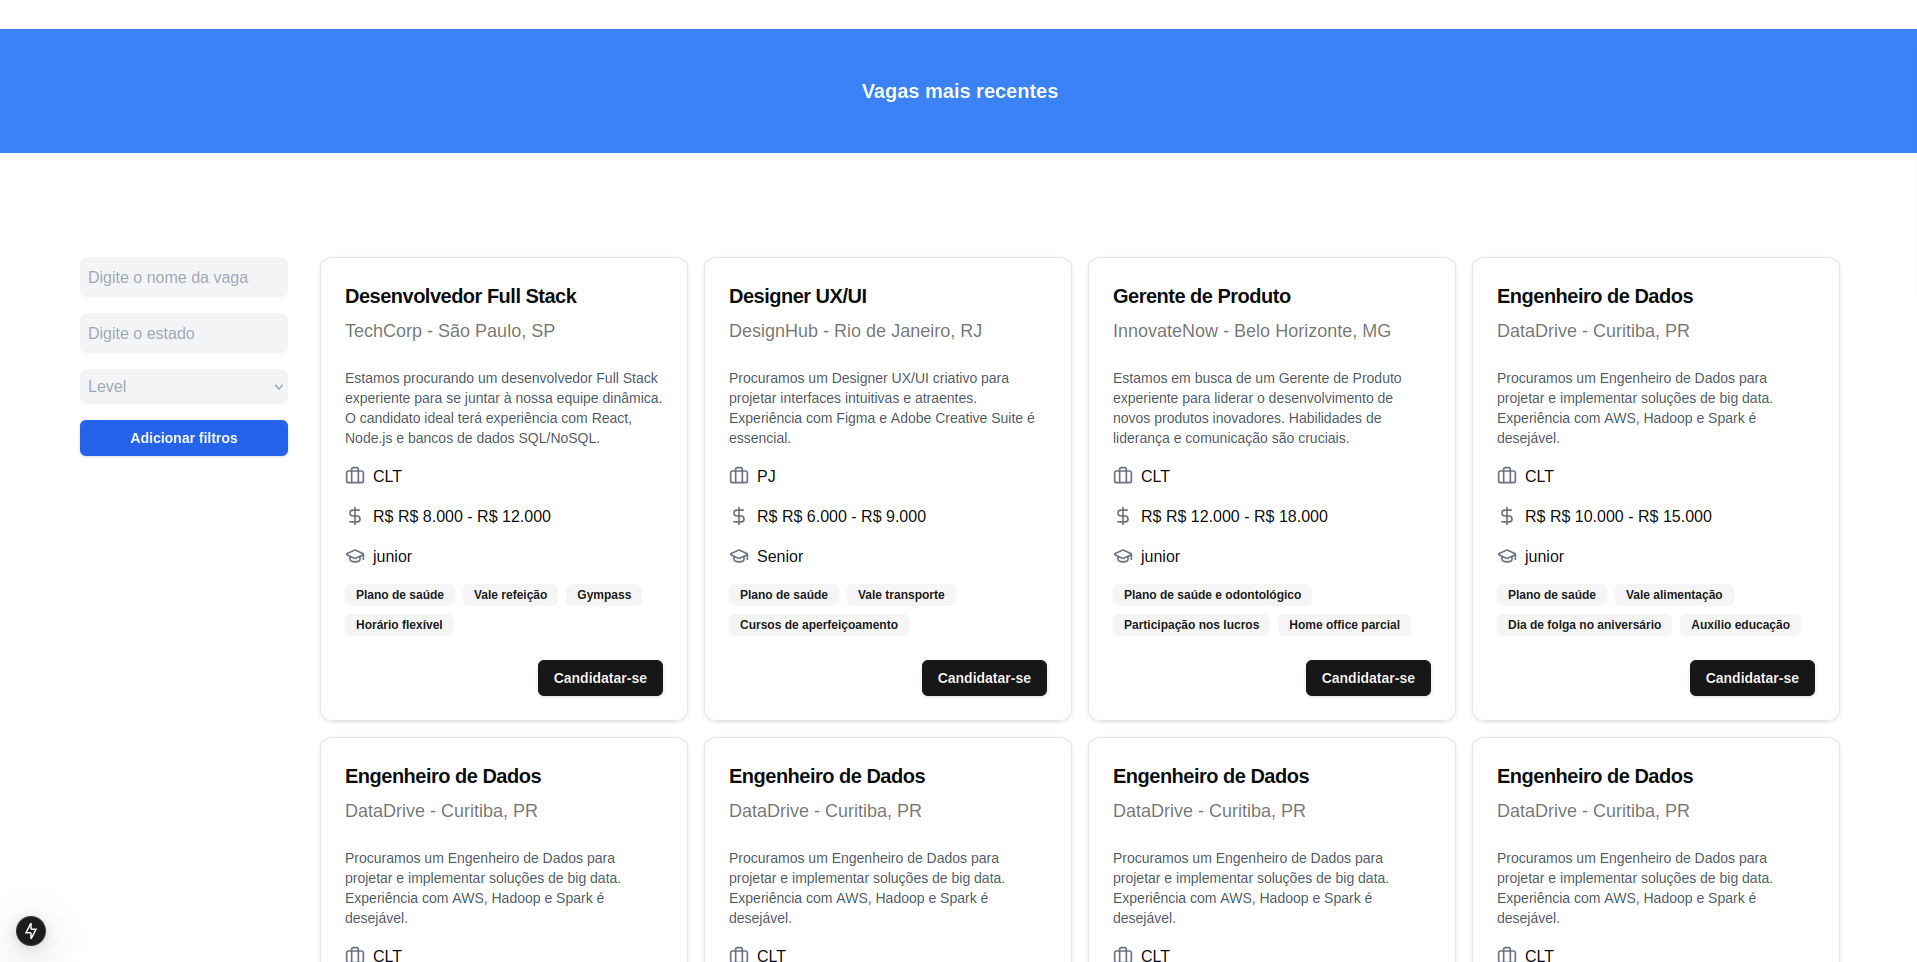 Vagas mais recentes
Digite o nome da vaga
Digite o estado
Level
Adicionar filtros
Desenvolvedor Full Stack
TechCorp - São Paulo, SP
Estamos procurando um desenvolvedor Full Stack
experiente para se juntar à nossa equipe dinâmica.
O candidato ideal terá experiência com React,
Node.js e bancos de dados SQL/NoSQL.
CLT
R$ R$ 8.000 - R$ 12.000
junior
Plano de saúde Vale refeição Gympass
Horário flexível
Candidatar-se
Designer UX/UI
DesignHub - Rio de Janeiro, RJ
Procuramos um Designer UX/UI criativo para
projetar interfaces intuitivas e atraentes.
Experiência com Figma e Adobe Creative Suite é
essencial.
PJ
R$ R$ 6.000 - R$ 9.000
Senior
Plano de saúde Vale transporte
Cursos de aperfeiçoamento
Candidatar-se
Gerente de Produto
InnovateNow - Belo Horizonte, MG
Estamos em busca de um Gerente de Produto
experiente para liderar o desenvolvimento de
novos produtos inovadores. Habilidades de
liderança e comunicação são cruciais.
CLT
R$ R$ 12.000 - R$ 18.000
junior
Plano de saúde e odontológico
Participação nos lucros Home office parcial
Candidatar-se
Engenheiro de Dados
DataDrive - Curitiba, PR
Procuramos um Engenheiro de Dados para
projetar e implementar soluções de big data.
Experiência com AWS, Hadoop e Spark é
desejável.
CLT
R$ R$ 10.000 - R$ 15.000
junior
Plano de saúde Vale alimentação
Dia de folga no aniversário Auxílio educação
Candidatar-se
Engenheiro de Dados
DataDrive - Curitiba, PR
Procuramos um Engenheiro de Dados para
projetar e implementar soluções de big data.
Experiência com AWS, Hadoop e Spark é
desejável.
CLT
Engenheiro de Dados
DataDrive - Curitiba, PR
Procuramos um Engenheiro de Dados para
projetar e implementar soluções de big data.
Experiência com AWS, Hadoop e Spark é
desejável.
CLT
Engenheiro de Dados
DataDrive - Curitiba, PR
Procuramos um Engenheiro de Dados para
projetar e implementar soluções de big data.
Experiência com AWS, Hadoop e Spark é
desejável.
CLT
Engenheiro de Dados
DataDrive - Curitiba, PR
Procuramos um Engenheiro de Dados para
projetar e implementar soluções de big data.
Experiência com AWS, Hadoop e Spark é
desejável.
CLT